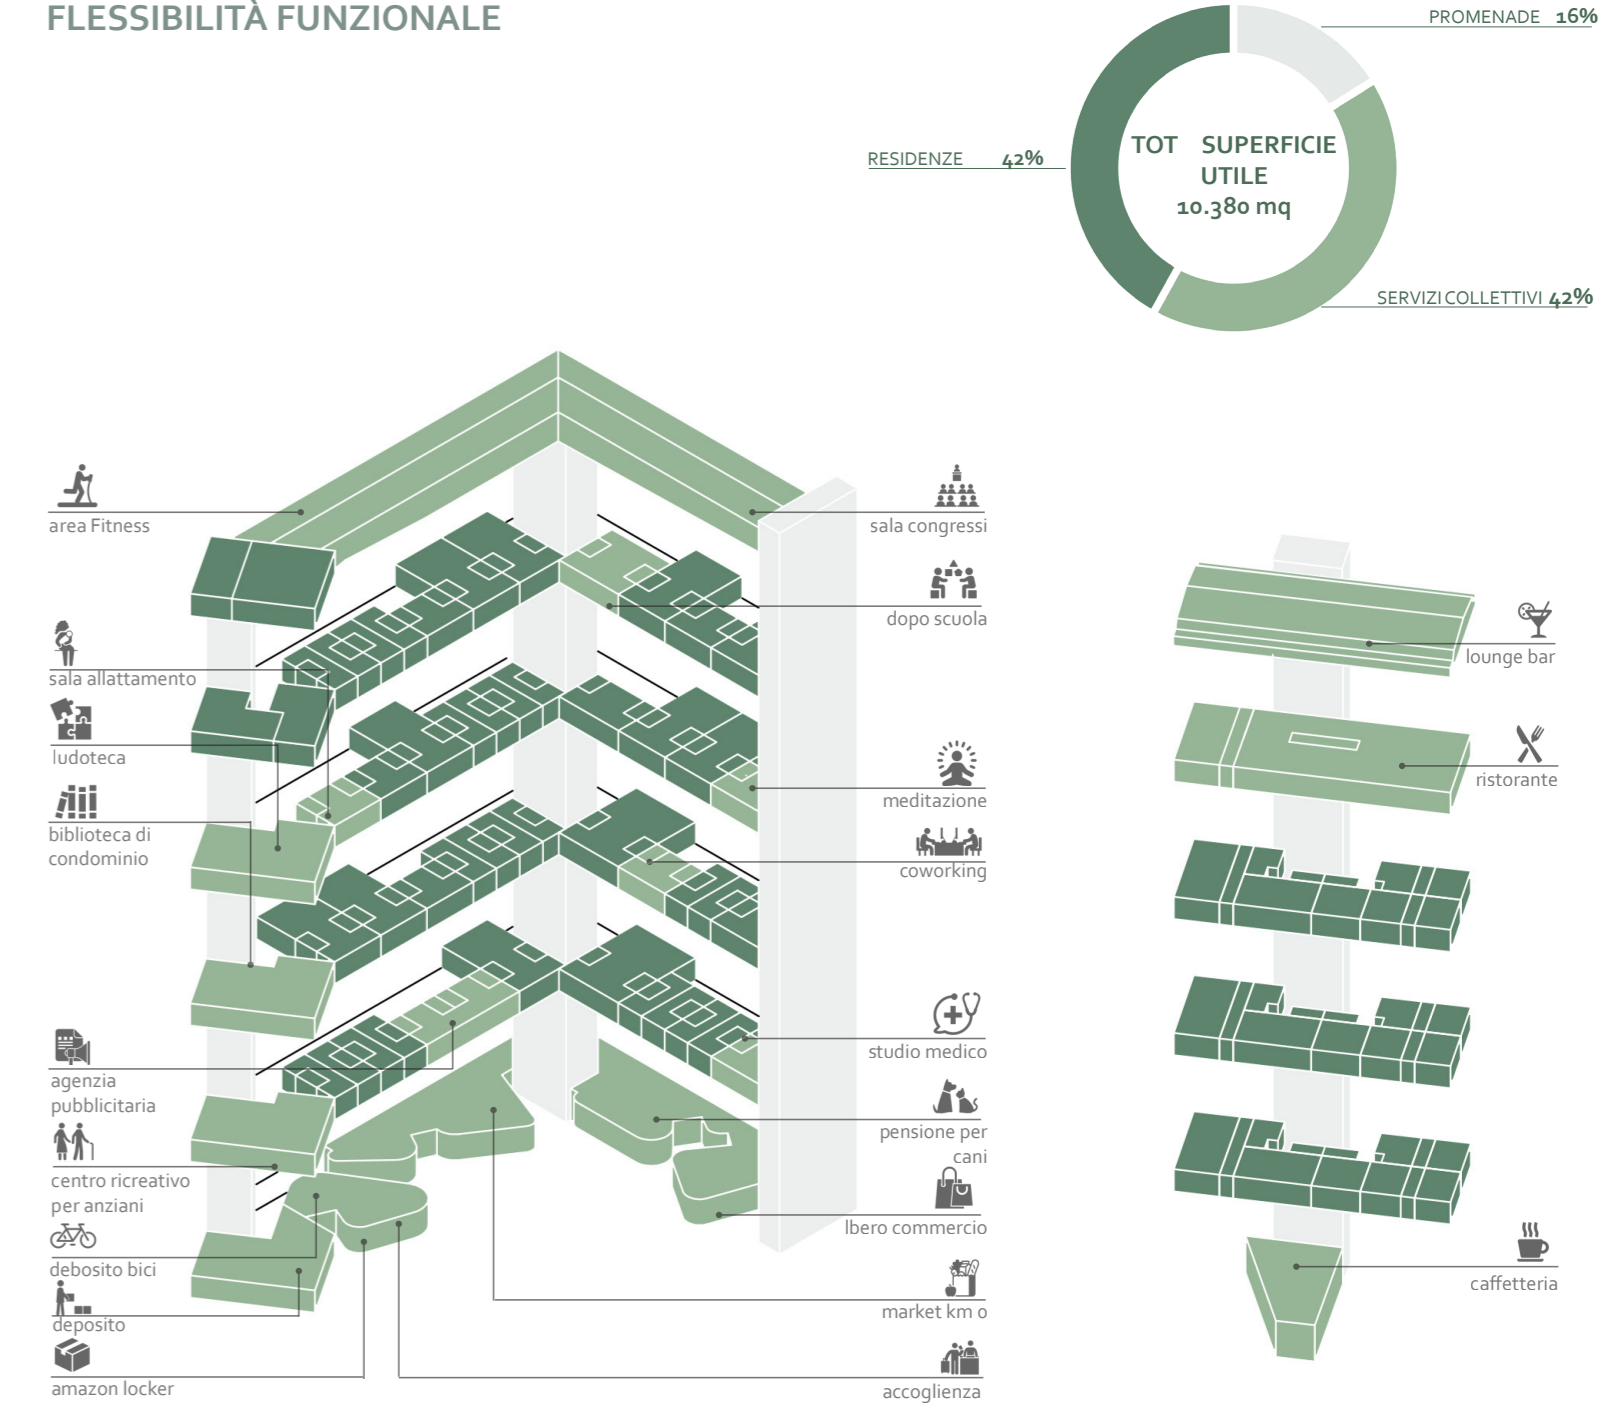 FLESSIBILITÀ FUNZIONALE
PROMENADE 16%
TOT SUPERFICIE
UTILE
10.380 mq
RESIDENZE 42%
SERVIZI COLLETTIVI 42%
area Fitness
sala allattamento
ludoteca
biblioteca di
condominio
agenzia
pubblicitaria
centro ricreativo
per anziani
debosito bici
deposito
amazon locker
sala congressi
dopo scuola
meditazione
coworking
studio medico
pensione per
cani
lbero commercio
market km 0
accoglienza
lounge bar
ristorante
caffetteria